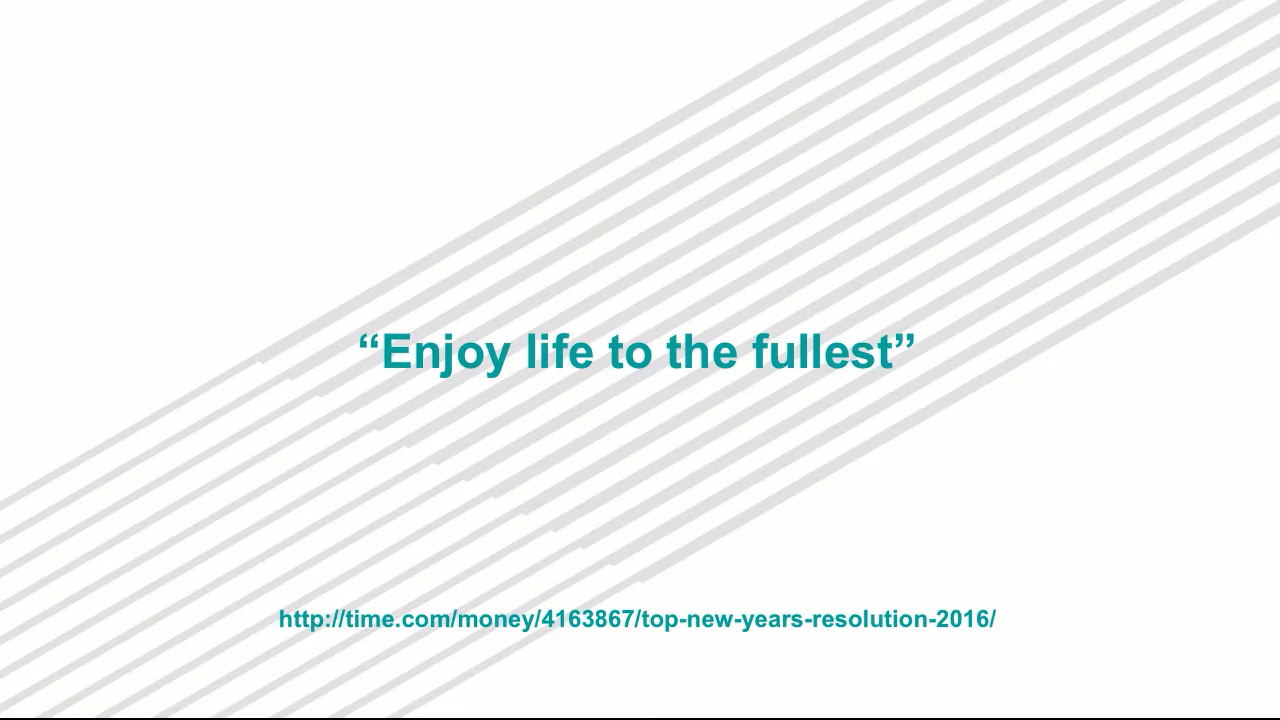 “Enjoy life to the fullest”
http://time.com/money/4163867/top-new-years-resolution-2016/